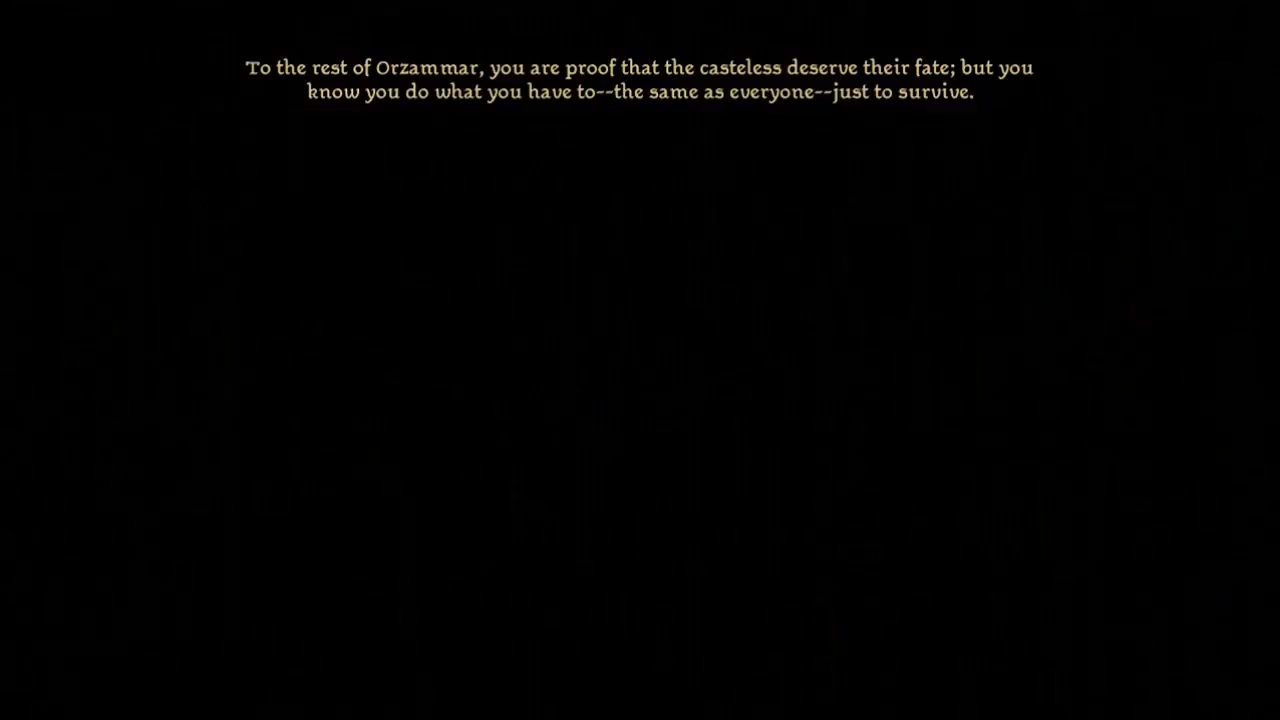 To the rest of Orzammar, you are proof that the casteless deserve their fate; but you
know you do what you have to--the same as everyone--just to survive.